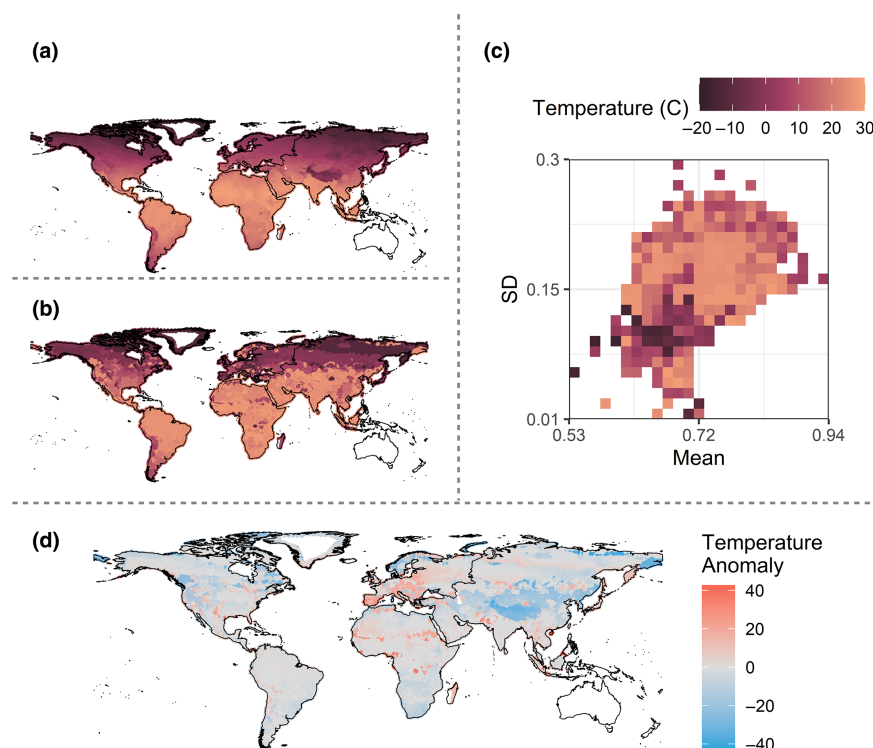 (a)
(b)
(c)
Temperature (C)
−20 −10 0 10 20 30
0.3
0.15
0.01
SD
0.53 0.72 0.94
Mean
(d)
Temperature
Anomaly
40
20
0
−20
−40